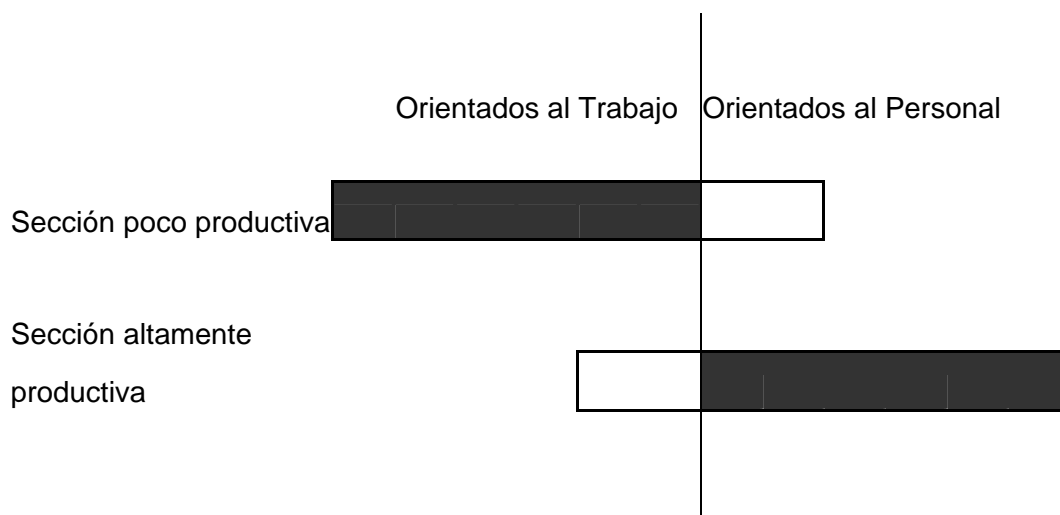 Orientados al Trabajo Orientados al Personal
Sección poco productiva
Sección altamente
productiva